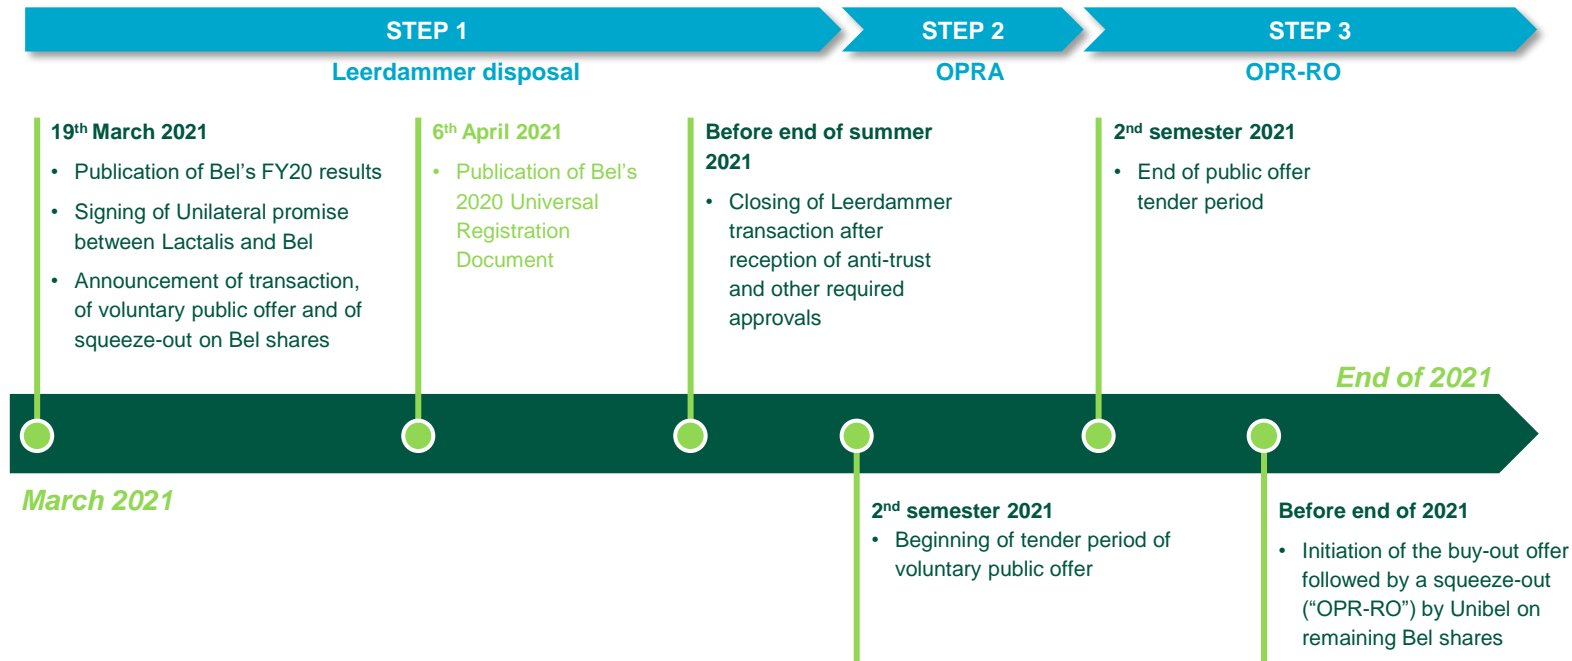 STEP 1
STEP 2
STEP 3
Leerdammer disposal
OPRA
OPR-RO
19th March 2021
• Publication of Bel’s FY20 results
• Signing of Unilateral promise
between Lactalis and Bel
• Announcement of transaction,
of voluntary public offer and of
squeeze-out on Bel shares
6th April 2021
• Publication of Bel’s
2020 Universal
Registration
Document
Before end of summer
2021
• Closing of Leerdammer
transaction after
reception of anti-trust
and other required
approvals
2nd semester 2021
• End of public offer
tender period
End of 2021
March 2021
2nd semester 2021
• Beginning of tender period of
voluntary public offer
Before end of 2021
• Initiation of the buy-out offer
followed by a squeeze-out
(“OPR-RO”) by Unibel on
remaining Bel shares